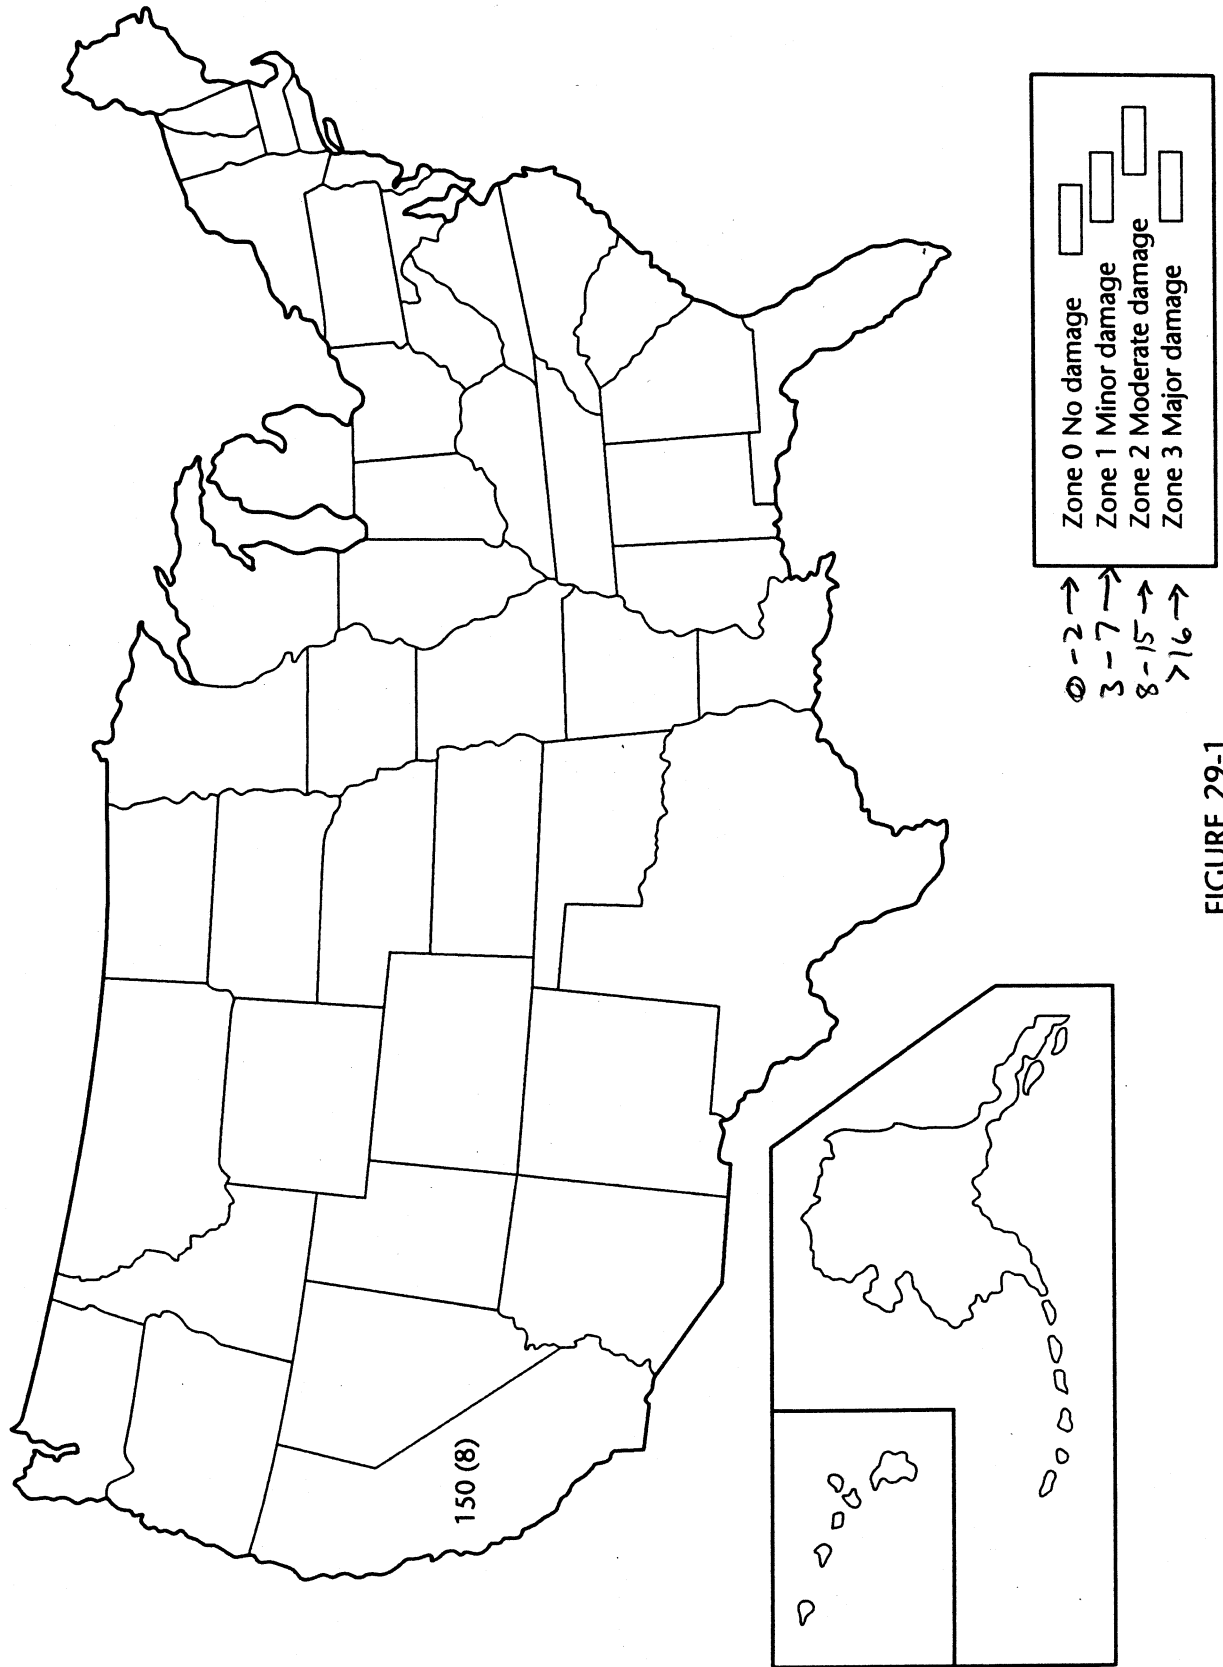 150 (8)
0-2 → Zone 0 No damage
3-7 → Zone 1 Minor damage
8-15 → Zone 2 Moderate damage
>16 → Zone 3 Major damage
FIGURE 29-1